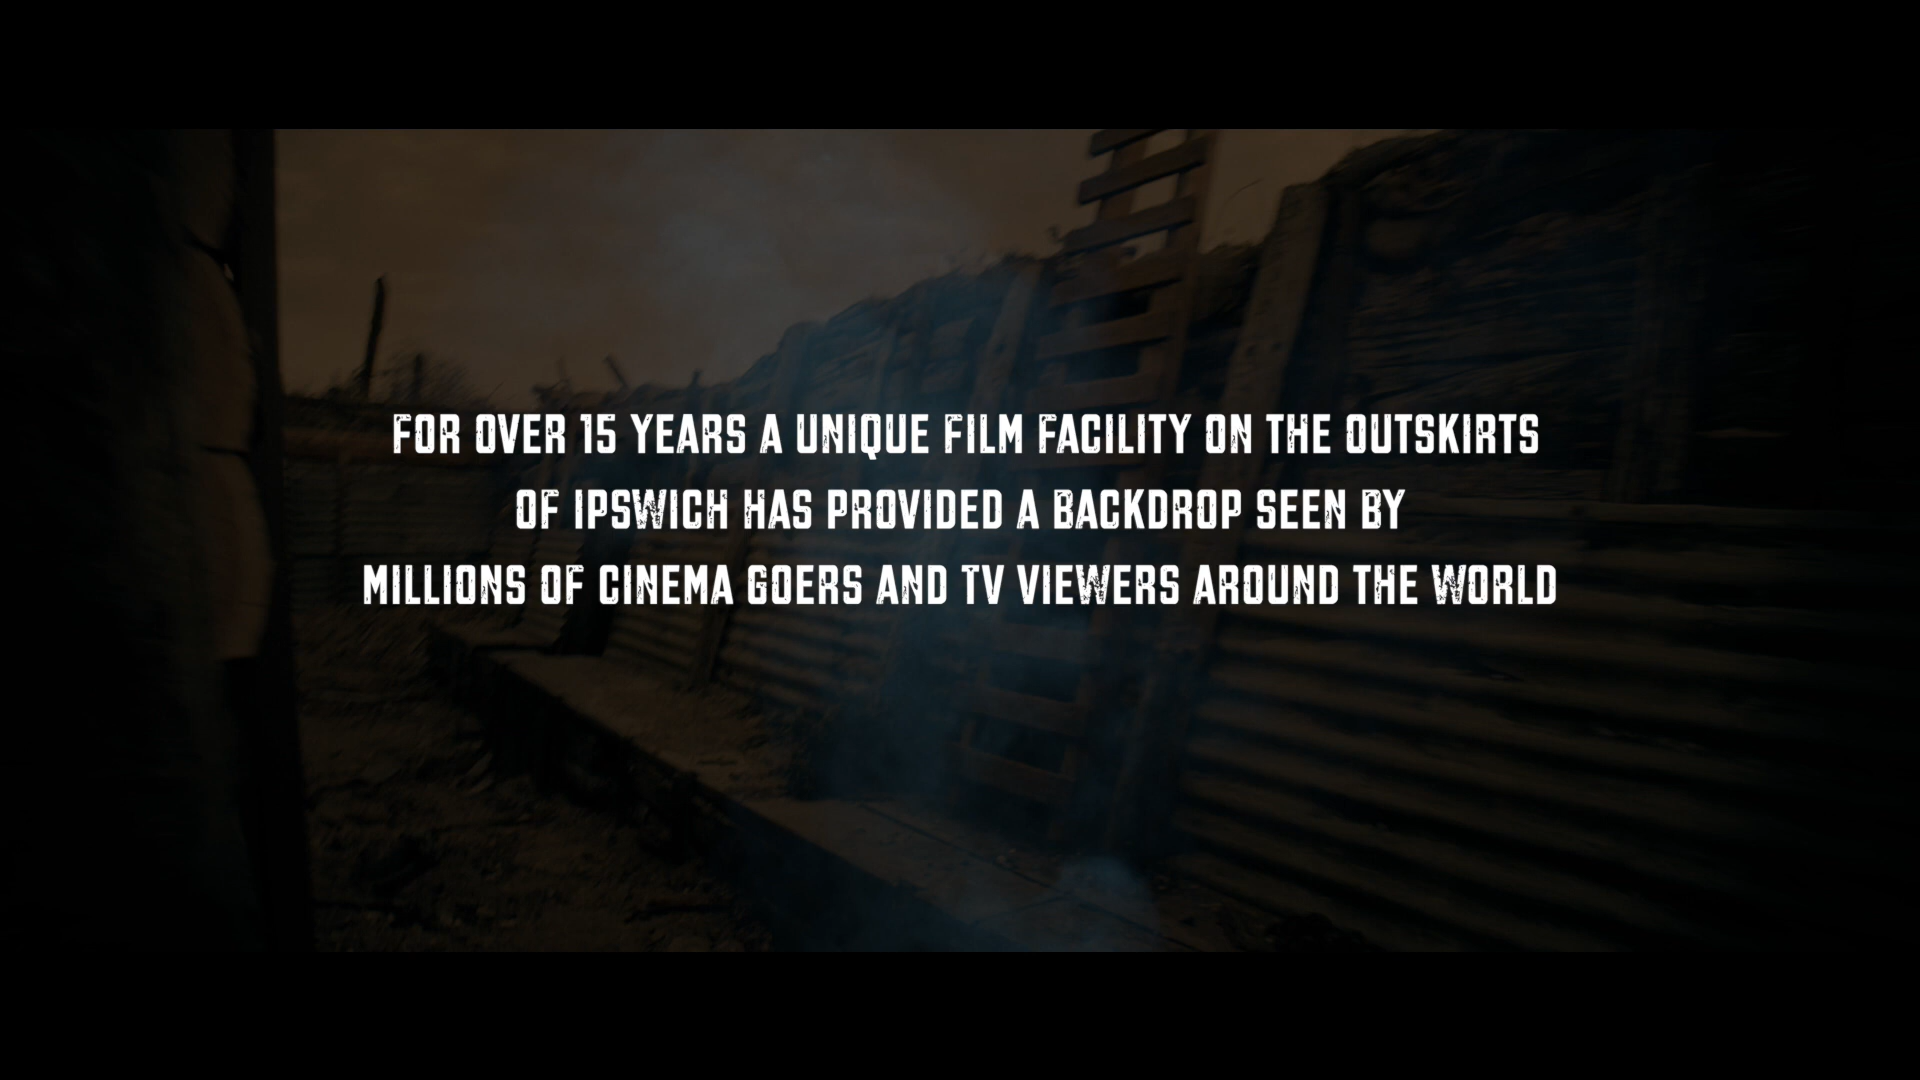 FOR OVER 15 YEARS A UNIQUE FILM FACILITY ON THE OUTSKIRTS
OF IPSWICH HAS PROVIDED A BACKDROP SEEN BY
MILLIONS OF CINEMA GOERS AND TV VIEWERS AROUND THE WORLD